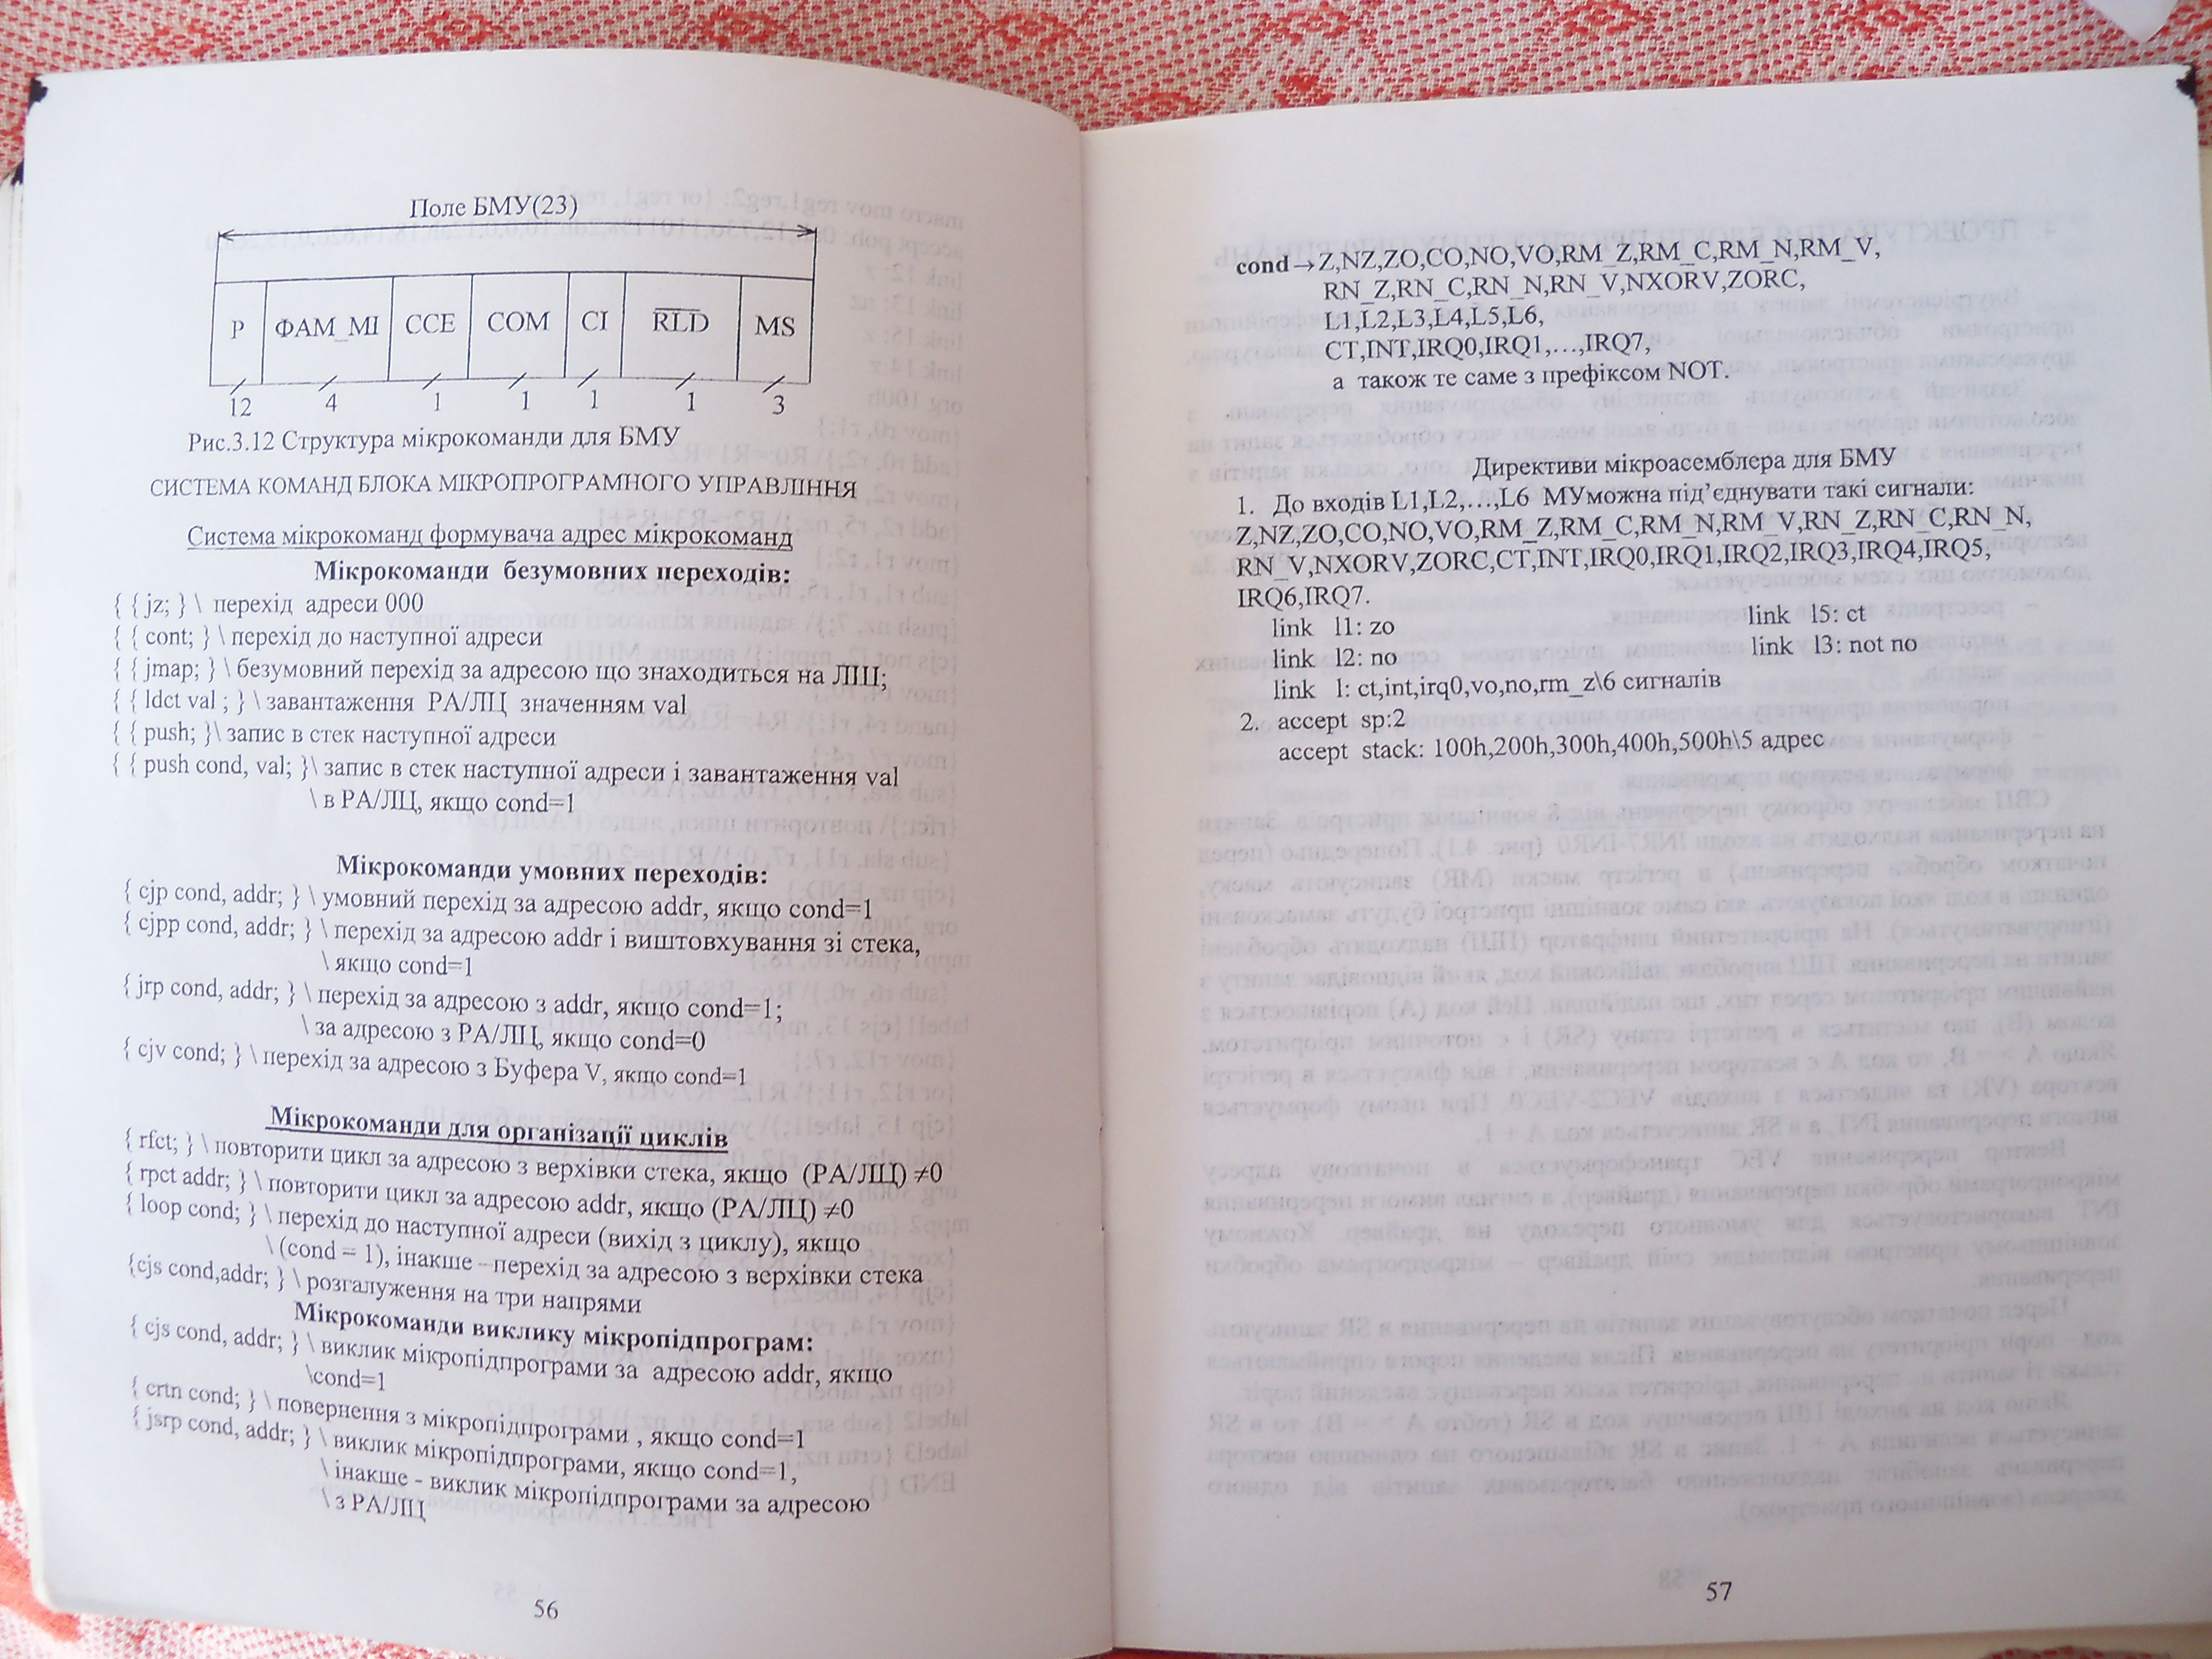 Поле БМУ(23)
P ФАМ_МІ CCE COM CI RLD MS
12 4 1 1 1 1 3
Рис.3.12 Структура мікрокоманди для БМУ
СИСТЕМА КОМАНД БЛОКА МІКРОПРОГРАМНОГО УПРАВЛІННЯ
Система мікрокоманд формувача адрес мікрокоманд
Мікрокоманди безумовних переходів:
{ { jz; } \ перехід адреси 000
{ { cont; } \ перехід до наступної адреси
{ { jmap; } \ безумовний перехід за адресою що знаходиться на ЛШ;
{ { ldct val ; } \ завантаження РА/ЛЦ значенням val
{ { push; }\ запис в стек наступної адреси
{ { push cond, val; }\ запис в стек наступної адреси і завантаження val
\ в РА/ЛЦ, якщо cond=1
Мікрокоманди умовних переходів:
{ cjp cond, addr; } \ умовний перехід за адресою addr, якщо cond=1
{ cjpp cond, addr; } \ перехід за адресою addr і виштовхування зі стека,
\ якщо cond=1
{ jrp cond, addr; } \ перехід за адресою з addr, якщо cond=1;
\ за адресою з РА/ЛЦ, якщо cond=0
{ cjv cond; } \ перехід за адресою з Буфера V, якщо cond=1
Мікрокоманди для організації циклів
{ rfct; } \ повторити цикл за адресою з верхівки стека, якщо (РА/ЛЦ) ≠0
{ rpct addr; } \ повторити цикл за адресою addr, якщо (РА/ЛЦ) ≠0
{ loop cond; } \ перехід до наступної адреси (вихід з циклу), якщо
\ (cond = 1), інакше –перехід за адресою з верхівки стека
{cjs cond,addr; } \ розгалуження на три напрями
Мікрокоманди виклику мікропідпрограм:
{ cjs cond, addr; } \ виклик мікропідпрограми за адресою addr, якщо
\cond=1
{ crtn cond; } \ повернення з мікропідпрограми , якщо cond=1
{ jsrp cond, addr; } \ виклик мікропідпрограми, якщо cond=1,
\ інакше - виклик мікропідпрограми за адресою
\ з РА/ЛЦ
56
cond→Z,NZ,ZO,CO,NO,VO,RM_Z,RM_C,RM_N,RM_V,
RN_Z,RN_C,RN_N,RN_V,NXORV,ZORC,
L1,L2,L3,L4,L5,L6,
CT,INT,IRQ0,IRQ1,…,IRQ7,
а також те саме з префіксом NOT.
Директиви мікроасемблера для БМУ
1. До входів L1,L2,…,L6 МУможна під’єднувати такі сигнали:
Z,NZ,ZO,CO,NO,VO,RM_Z,RM_C,RM_N,RM_V,RN_Z,RN_C,RN_N,
RN_V,NXORV,ZORC,CT,INT,IRQ0,IRQ1,IRQ2,IRQ3,IRQ4,IRQ5,
IRQ6,IRQ7.
link l1: zo link l5: ct
link l2: no link l3: not no
link l: ct,int,irq0,vo,no,rm_z\6 сигналів
2. accept sp:2
accept stack: 100h,200h,300h,400h,500h\5 адрес
57